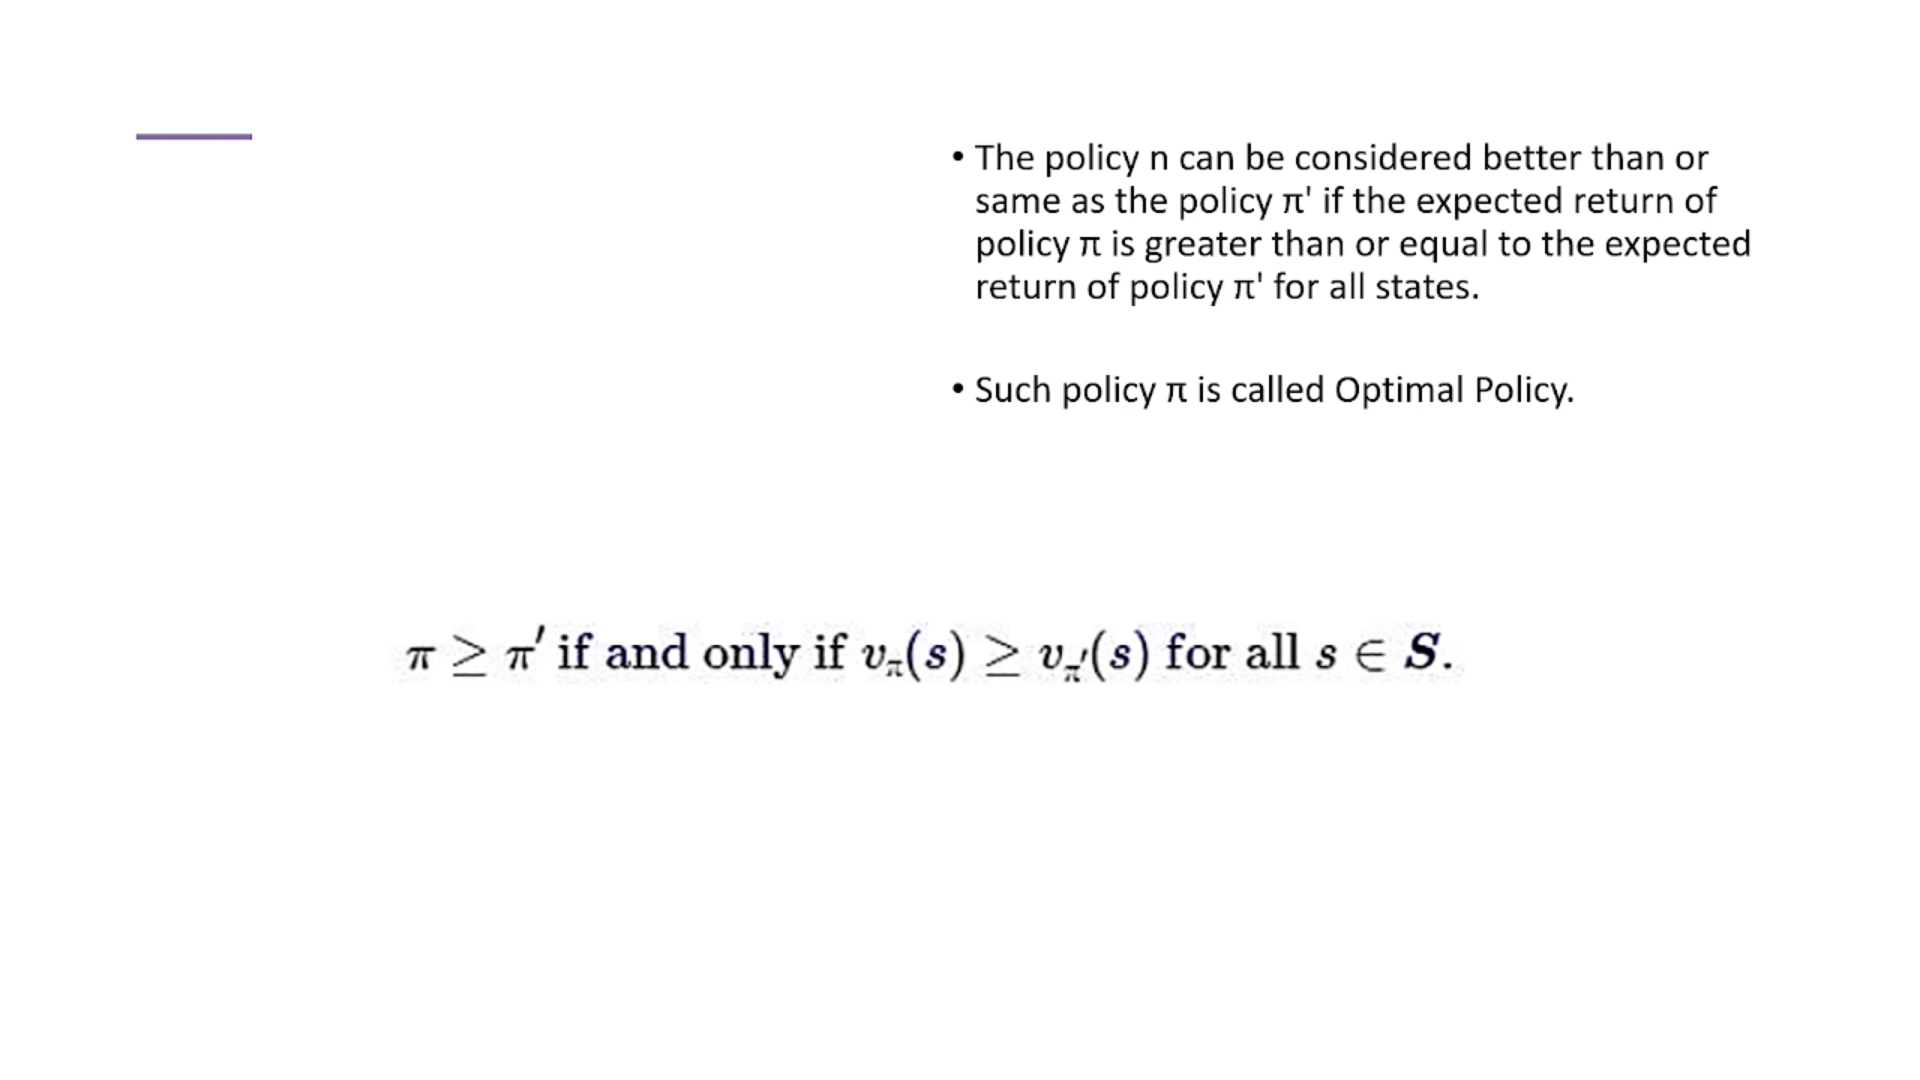 • The policy n can be considered better than or
same as the policy π' if the expected return of
policy π is greater than or equal to the expected
return of policy π' for all states.
• Such policy π is called Optimal Policy.
π ≥ π′ if and only if v_π(s) ≥ v_π′(s) for all s ∈ S.